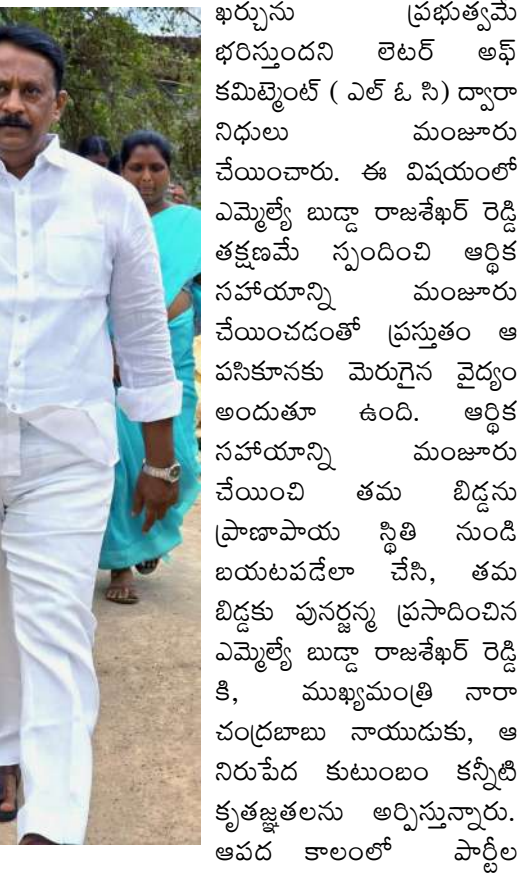 ఖర్చును ప్రభుత్వమే
భరిస్తుందని లెటర్ అఫ్
కమిట్మెంట్ ( ఎల్ ఓ సి) ద్వారా
నిధులు మంజూరు
చేయించారు. ఈ విషయంలో
ఎమ్మెల్యే బుడ్డా రాజశేఖర్ రెడ్డి
తక్షణమే స్పందించి ఆర్థిక
సహాయాన్ని మంజూరు
చేయించడంతో ప్రస్తుతం ఆ
పసికూనకు మెరుగైన వైద్యం
అందుతూ ఉంది. ఆర్థిక
సహాయాన్ని మంజూరు
చేయించి తమ బిడ్డను
ప్రాణాపాయ స్థితి నుండి
బయటపడేలా చేసి, తమ
బిడ్డకు పునర్జన్మ ప్రసాదించిన
ఎమ్మెల్యే బుడ్డా రాజశేఖర్ రెడ్డి
కి, ముఖ్యమంత్రి నారా
చంద్రబాబు నాయుడుకు, ఆ
నిరుపేద కుటుంబం కన్నీటి
కృతజ్ఞతలను అర్పిస్తున్నారు.
ఆపద కాలంలో పార్టీల